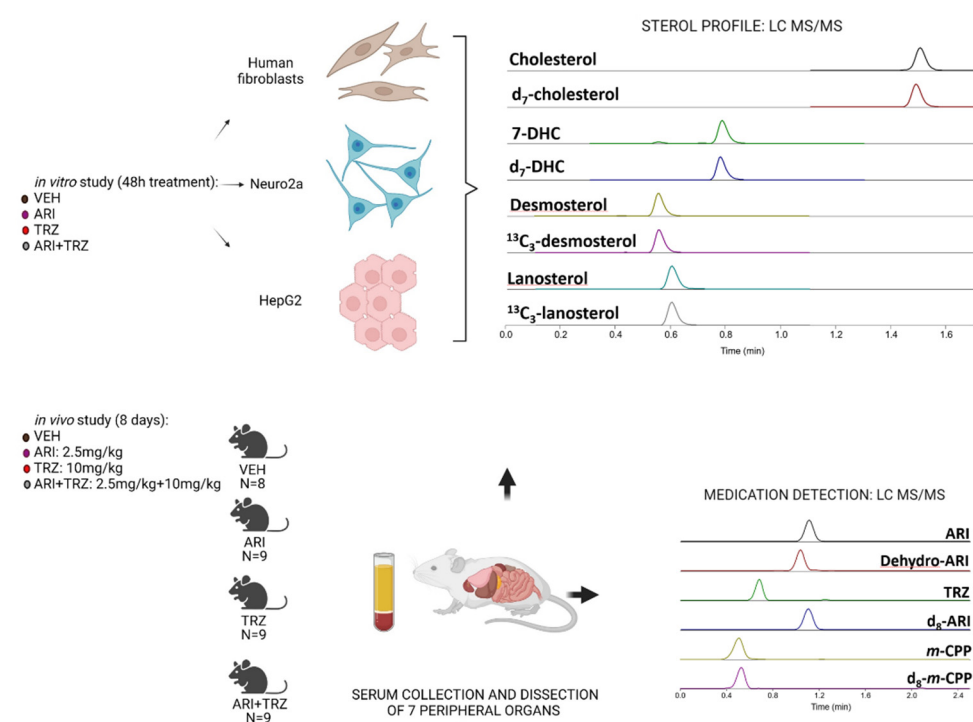 STEROL PROFILE: LC MS/MS
Human
fibroblasts
in vitro study (48h treatment):
VEH
ARI
TRZ
ARI+TRZ
Neuro2a
HepG2
Cholesterol
d₇-cholesterol
7-DHC
d₇-DHC
Desmosterol
¹³C₃-desmosterol
Lanosterol
¹³C₃-lanosterol
0.0 0.2 0.4 0.6 0.8 1.0 1.2 1.4 1.6
Time (min)
in vivo study (8 days):
VEH
ARI: 2.5mg/kg
TRZ: 10mg/kg
ARI+TRZ: 2.5mg/kg+10mg/kg
VEH
N=8
ARI
N=9
TRZ
N=9
ARI+TRZ
N=9
SERUM COLLECTION AND DISSECTION
OF 7 PERIPHERAL ORGANS
MEDICATION DETECTION: LC MS/MS
ARI
Dehydro-ARI
TRZ
d₈-ARI
m-CPP
d₈-m-CPP
0.0 0.4 0.8 1.2 1.6 2.0 2.4
Time (min)